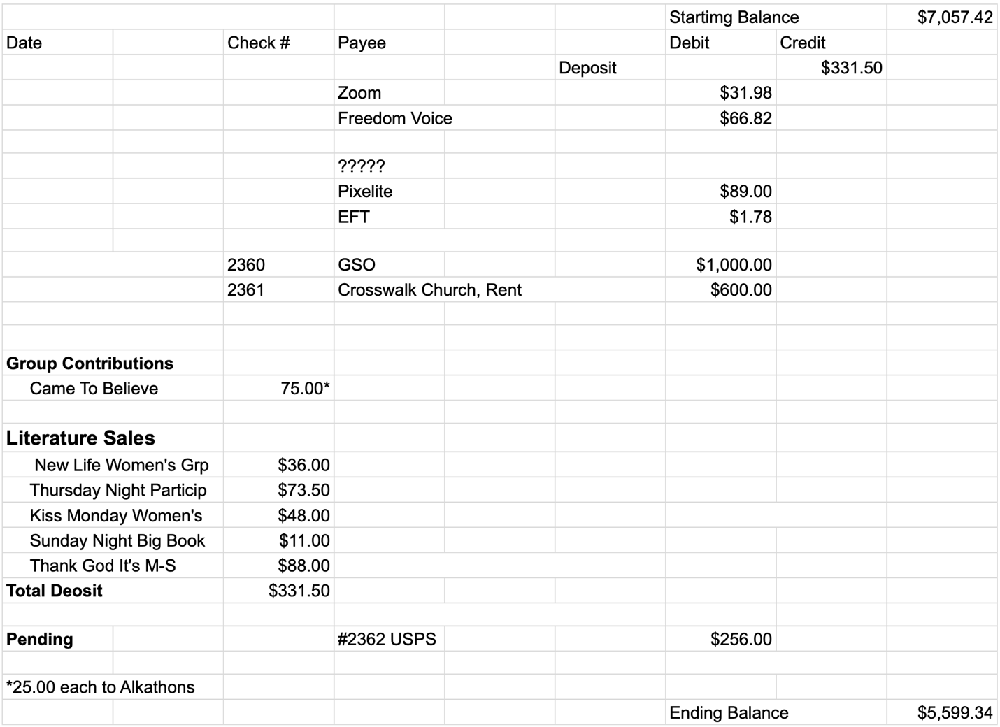 Startimg Balance $7,057.42
Date Check # Payee Debit Credit
Deposit $331.50
Zoom $31.98
Freedom Voice $66.82
?????
Pixelite $89.00
EFT $1.78
2360 GSO $1,000.00
2361 Crosswalk Church, Rent $600.00
Group Contributions
Came To Believe 75.00*
Literature Sales
New Life Women's Grp $36.00
Thursday Night Particip $73.50
Kiss Monday Women's $48.00
Sunday Night Big Book $11.00
Thank God It's M-S $88.00
Total Deosit $331.50
Pending #2362 USPS $256.00
*25.00 each to Alkathons
Ending Balance $5,599.34